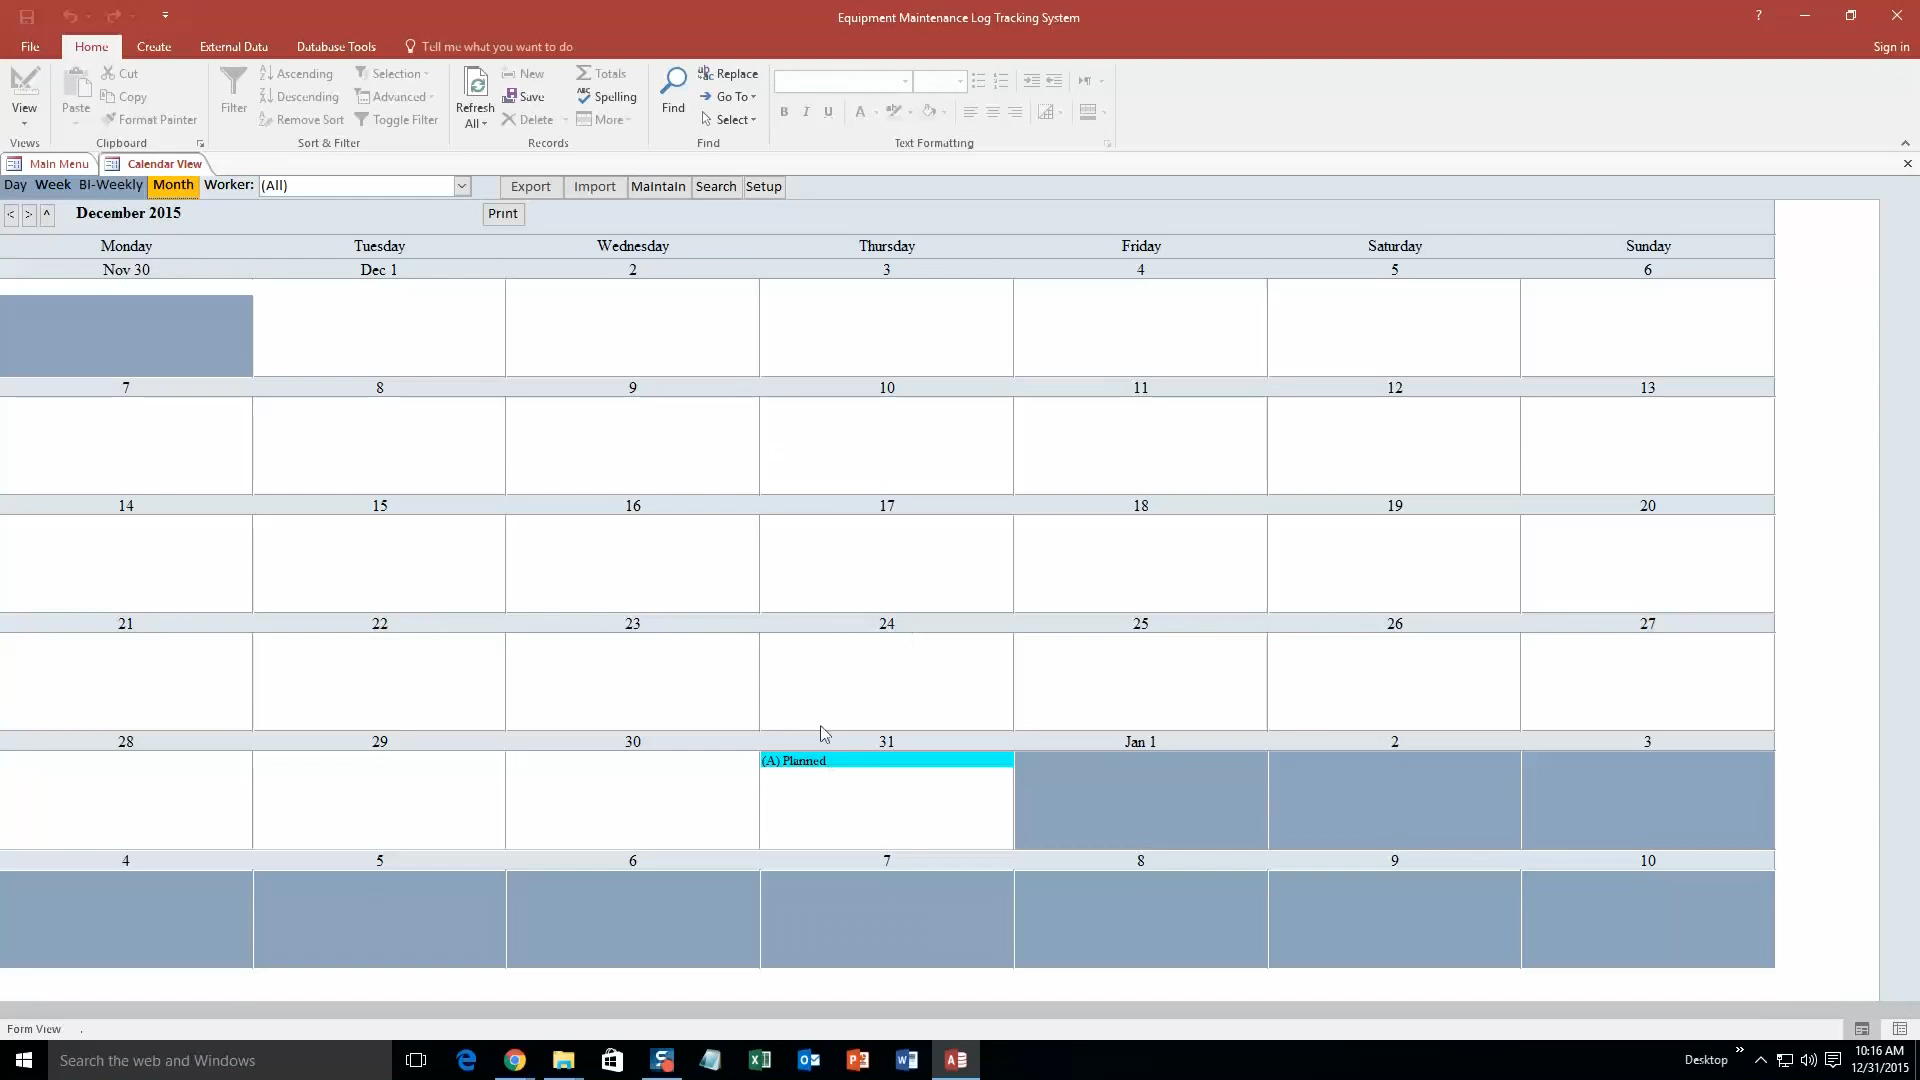 Equipment Maintenance Log Tracking System
?
File Home Create External Data Database Tools Tell me what you want to do Sign in
View
Views
Paste
Cut
Copy
Format Painter
Clipboard
Filter
Ascending
Descending
Remove Sort
Selection
Advanced
Toggle Filter
Sort & Filter
Refresh
All
New
Save
Delete
Totals
Spelling
More
Records
Find
Replace
Go To
Select
Find
B I U A
Text Formatting
Main Menu Calendar View
Day Week BI-Weekly Month Worker: (All) Export Import Maintain Search Setup
< > ^ December 2015 Print
Monday Tuesday Wednesday Thursday Friday Saturday Sunday
Nov 30 Dec 1 2 3 4 5 6
7 8 9 10 11 12 13
14 15 16 17 18 19 20
21 22 23 24 25 26 27
28 29 30 31 Jan 1 2 3
(A) Planned
4 5 6 7 8 9 10
Form View .
Search the web and Windows
Desktop
10:16 AM
12/31/2015